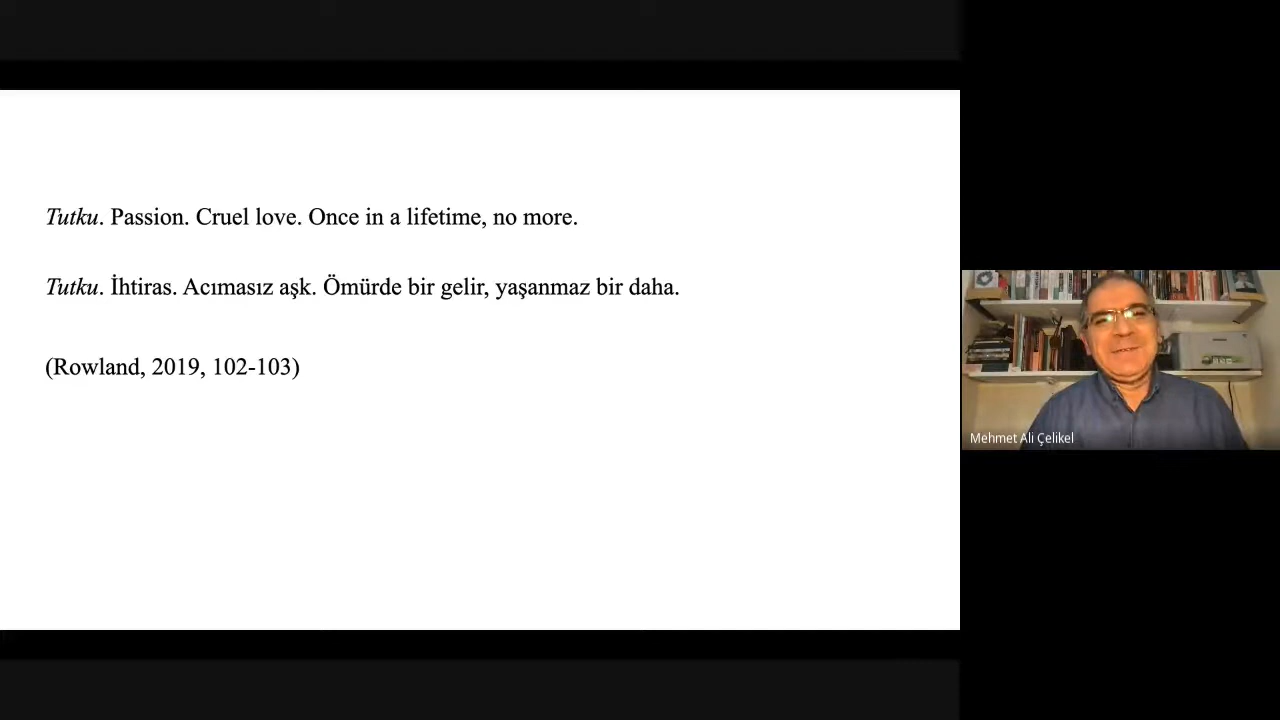 Tutku. Passion. Cruel love. Once in a lifetime, no more.
Tutku. İhtiras. Acımasız aşk. Ömürde bir gelir, yaşanmaz bir daha.
(Rowland, 2019, 102-103)
Mehmet Ali Çelikel